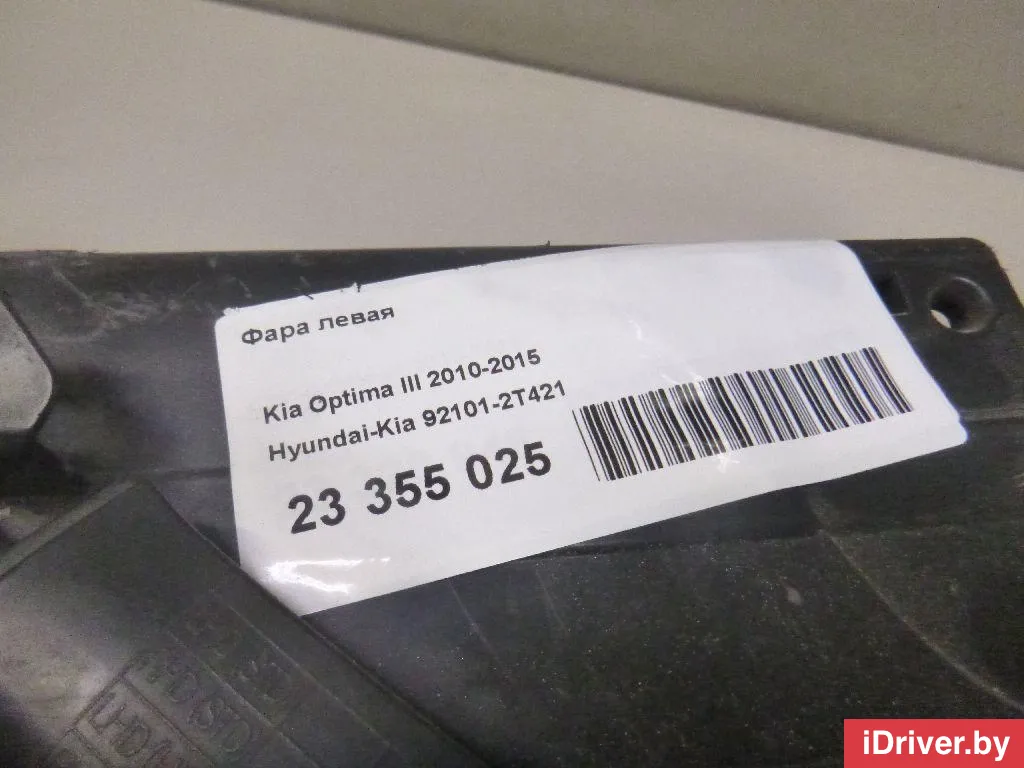 Фара левая
Kia Optima III 2010-2015
Hyundai-Kia 92101-2T421
23 355 025
iDriver.by